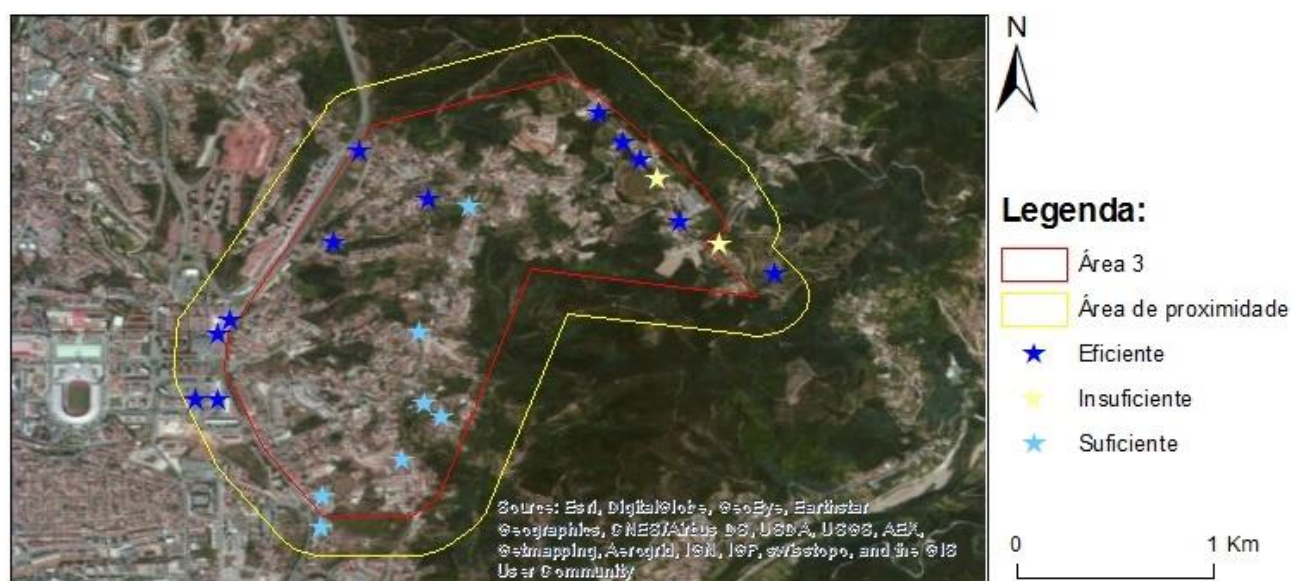 N
Legenda:
Área 3
Área de proximidade
Eficiente
Insuficiente
Suficiente
0 1 Km
Source: Esri, DigitalGlobe, GeoEye, Earthstar
Geographics, CNES/Airbus DS, USDA, USGS, AEX,
Getmapping, Aerogrid, IGN, IGP, swisstopo, and the GIS
User Community